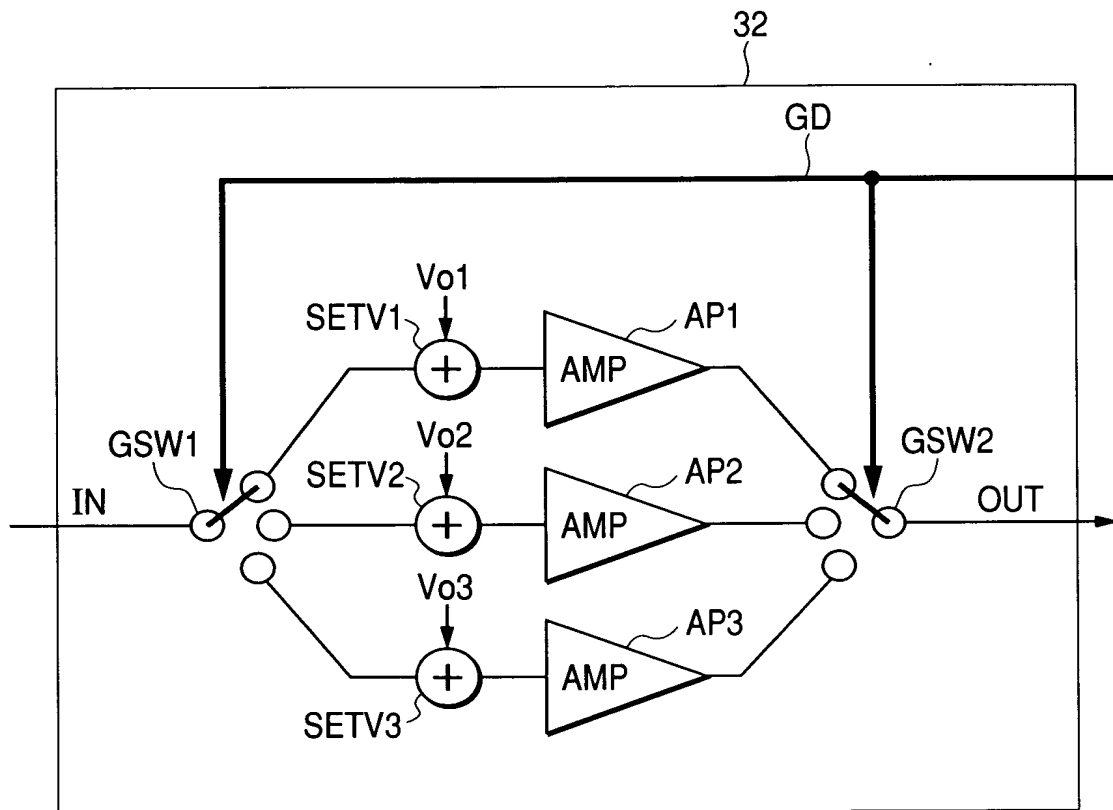 32
GD
Vo1
SETV1
AP1
+
AMP
GSW1
Vo2
SETV2
AP2
GSW2
IN
+
AMP
OUT
Vo3
AP3
+
AMP
SETV3